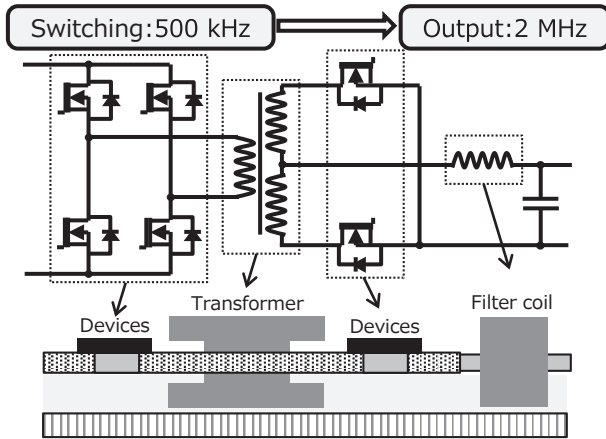 Switching:500 kHz
Output:2 MHz
Transformer
Filter coil
Devices
Devices